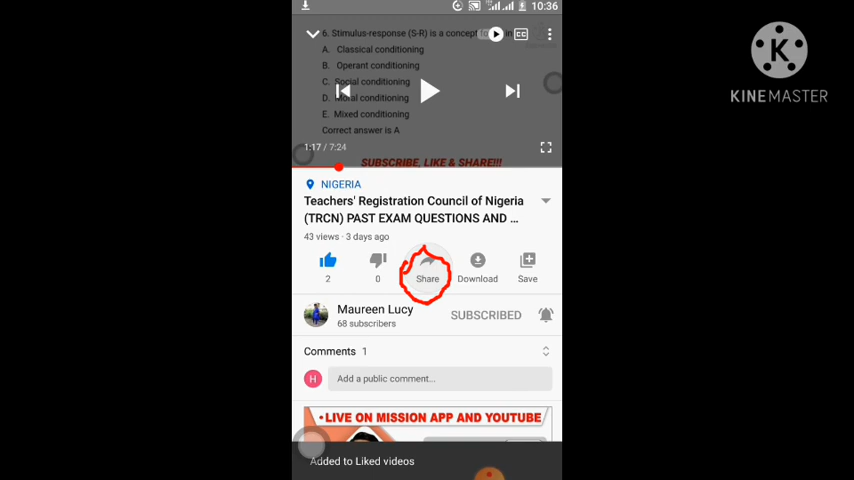 10:36
6. Stimulus-response (S-R) is a concept
A. Classical conditioning
B. Operant conditioning
C. Social conditioning
D. Moral conditioning
E. Mixed conditioning
Correct answer is A
CC
1:17 / 7:24
SUBSCRIBE, LIKE & SHARE!!!
NIGERIA
Teachers' Registration Council of Nigeria
(TRCN) PAST EXAM QUESTIONS AND ...
43 views · 3 days ago
2
0
Share
Download
Save
Maureen Lucy
68 subscribers
SUBSCRIBED
Comments 1
H
Add a public comment...
• LIVE ON MISSION APP AND YOUTUBE
Added to Liked videos
K
KINEMASTER